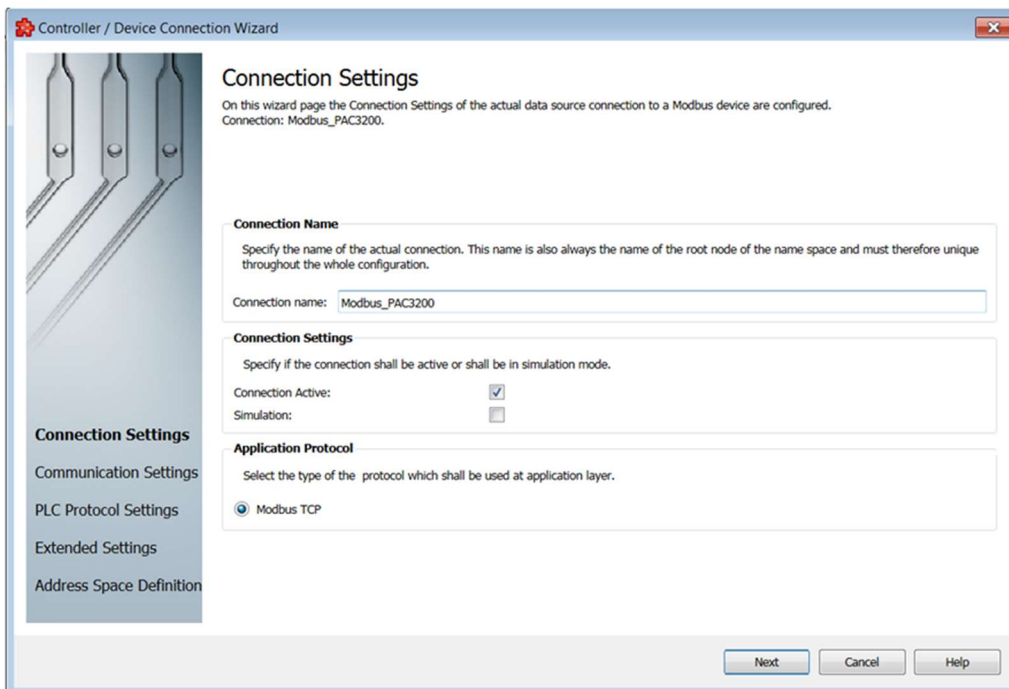 Controller / Device Connection Wizard
Connection Settings
On this wizard page the Connection Settings of the actual data source connection to a Modbus device are configured.
Connection: Modbus_PAC3200.
Connection Name
Specify the name of the actual connection. This name is also always the name of the root node of the name space and must therefore unique
throughout the whole configuration.
Connection name: Modbus_PAC3200
Connection Settings
Specify if the connection shall be active or shall be in simulation mode.
Connection Active:
Simulation:
Application Protocol
Select the type of the protocol which shall be used at application layer.
Modbus TCP
Connection Settings
Communication Settings
PLC Protocol Settings
Extended Settings
Address Space Definition
Next Cancel Help